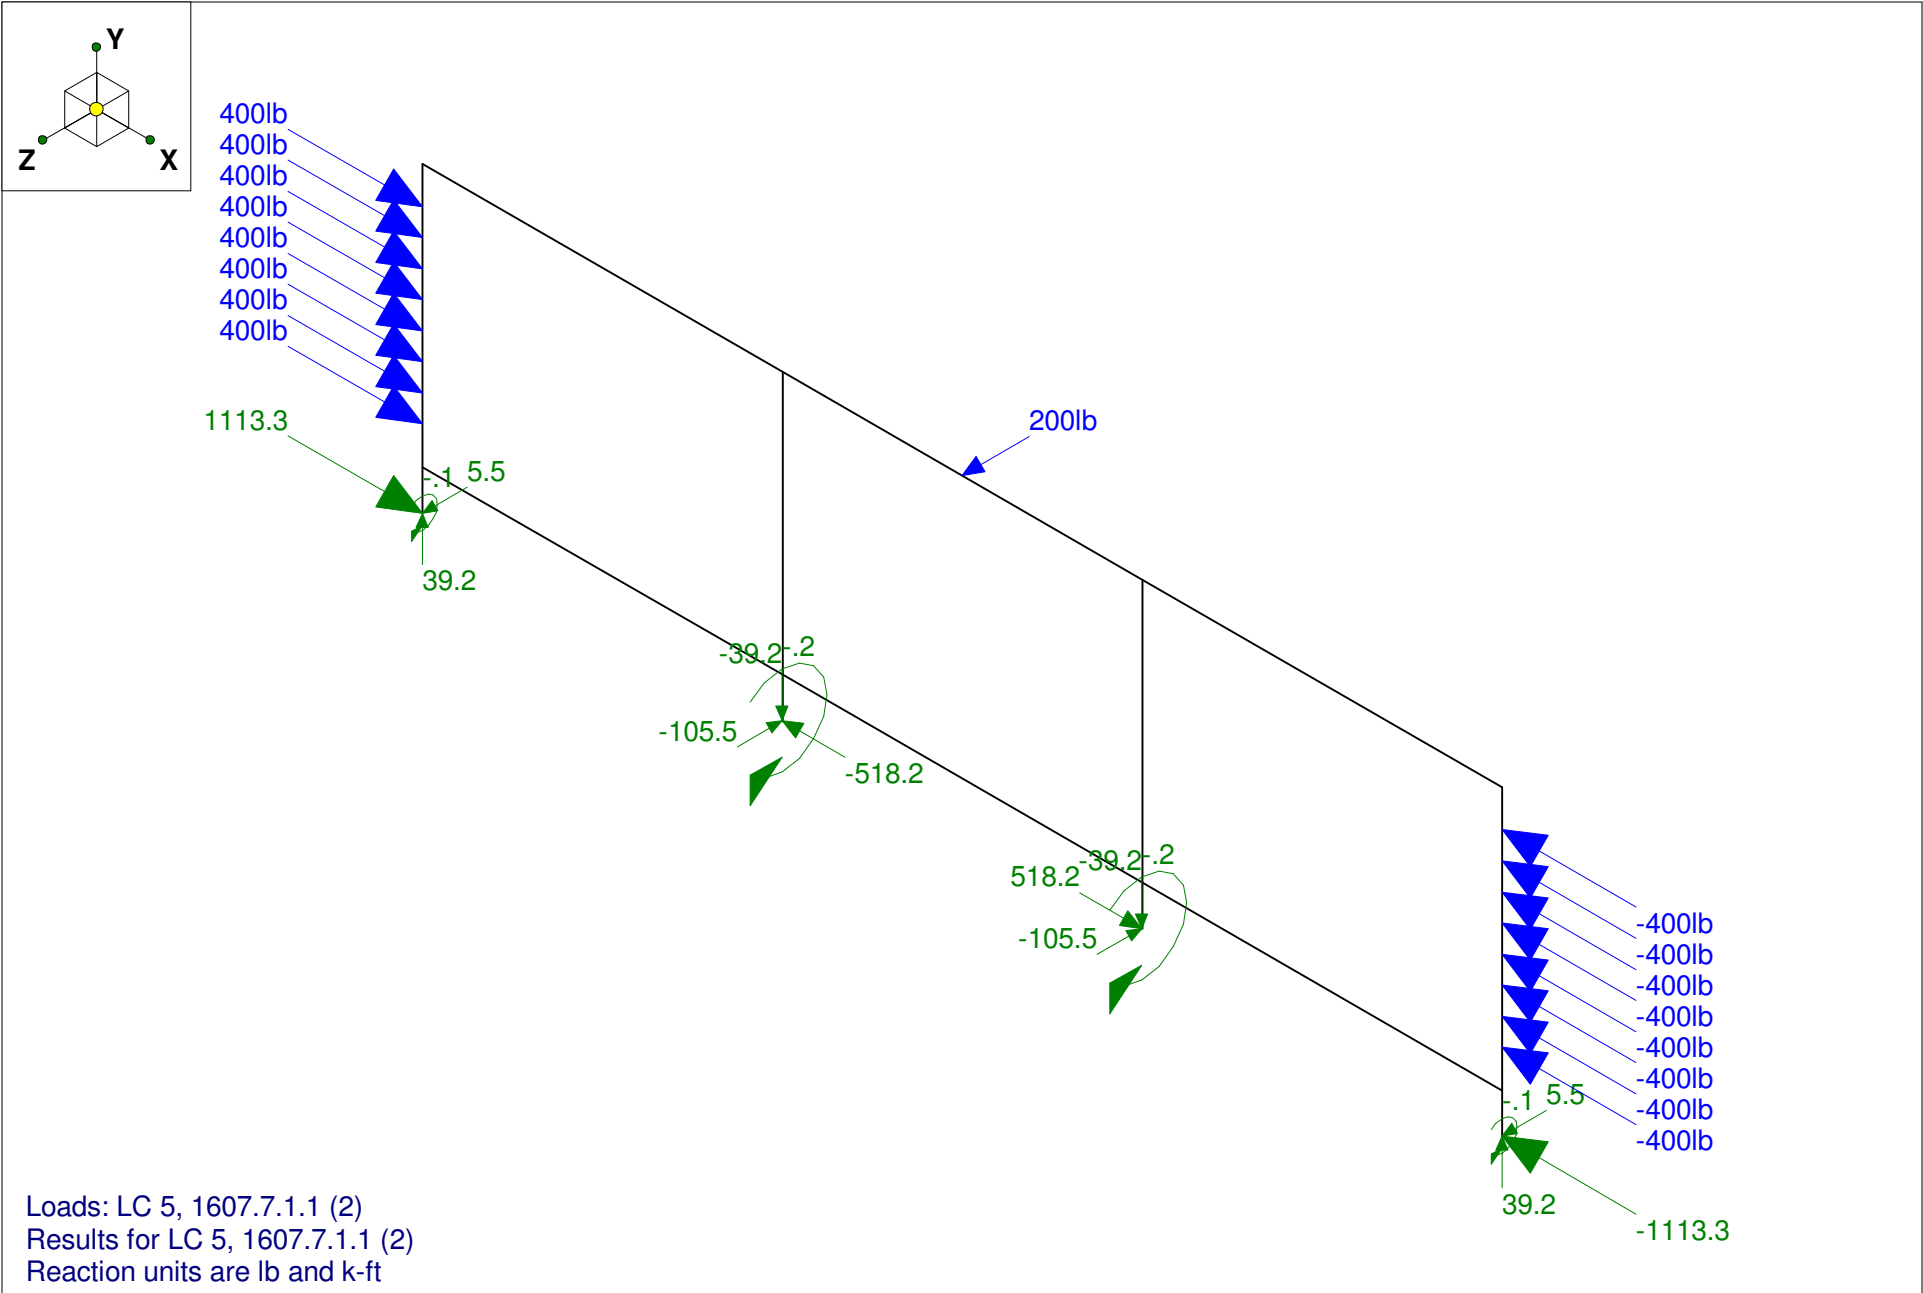 Y
Z
X
400lb
400lb
400lb
400lb
400lb
400lb
400lb
400lb
1113.3
-.1
5.5
39.2
200lb
-39.2
-.2
-105.5
-518.2
-39.2
-.2
518.2
-105.5
-400lb
-400lb
-400lb
-400lb
-400lb
-400lb
-400lb
-400lb
-.1
5.5
39.2
-1113.3
Loads: LC 5, 1607.7.1.1 (2)
Results for LC 5, 1607.7.1.1 (2)
Reaction units are lb and k-ft